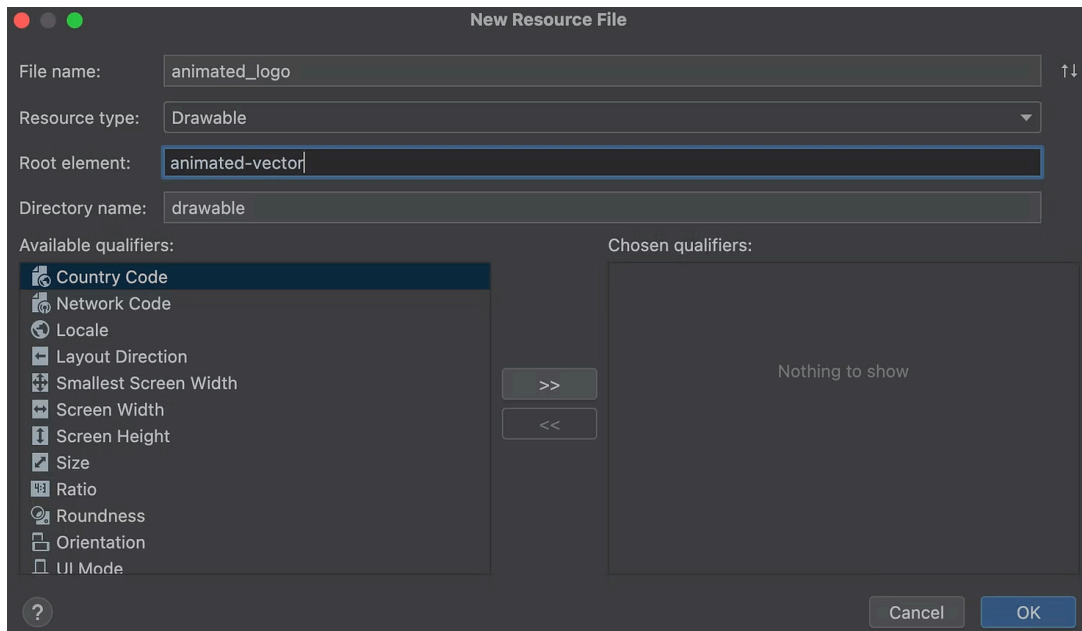 New Resource File
File name: animated_logo
Resource type: Drawable
Root element: animated-vector
Directory name: drawable
Available qualifiers:
Chosen qualifiers:
Country Code
Network Code
Locale
Layout Direction
Smallest Screen Width
Screen Width
Screen Height
Size
Ratio
Roundness
Orientation
UI Mode
>>
<<
Nothing to show
?
Cancel
OK